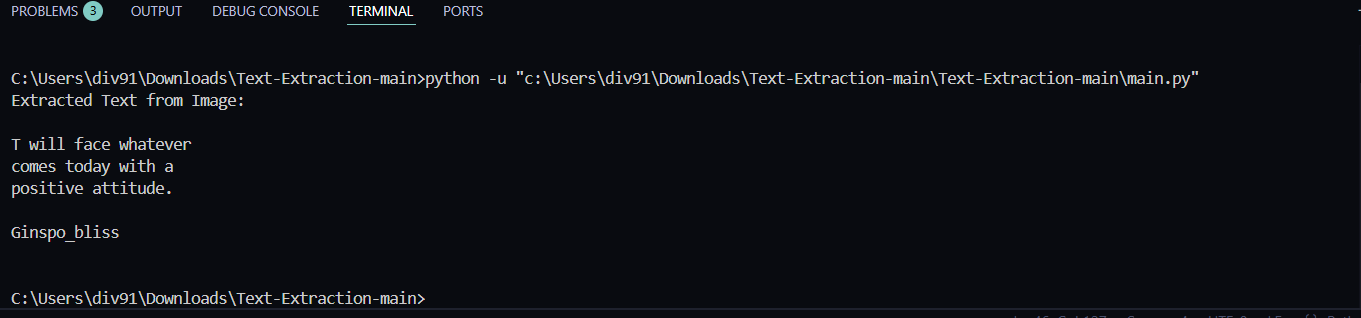 PROBLEMS 3 OUTPUT DEBUG CONSOLE TERMINAL PORTS
C:\Users\div91\Downloads\Text-Extraction-main>python -u "c:\Users\div91\Downloads\Text-Extraction-main\Text-Extraction-main\main.py"
Extracted Text from Image:
T will face whatever
comes today with a
positive attitude.
Ginspo_bliss
C:\Users\div91\Downloads\Text-Extraction-main>